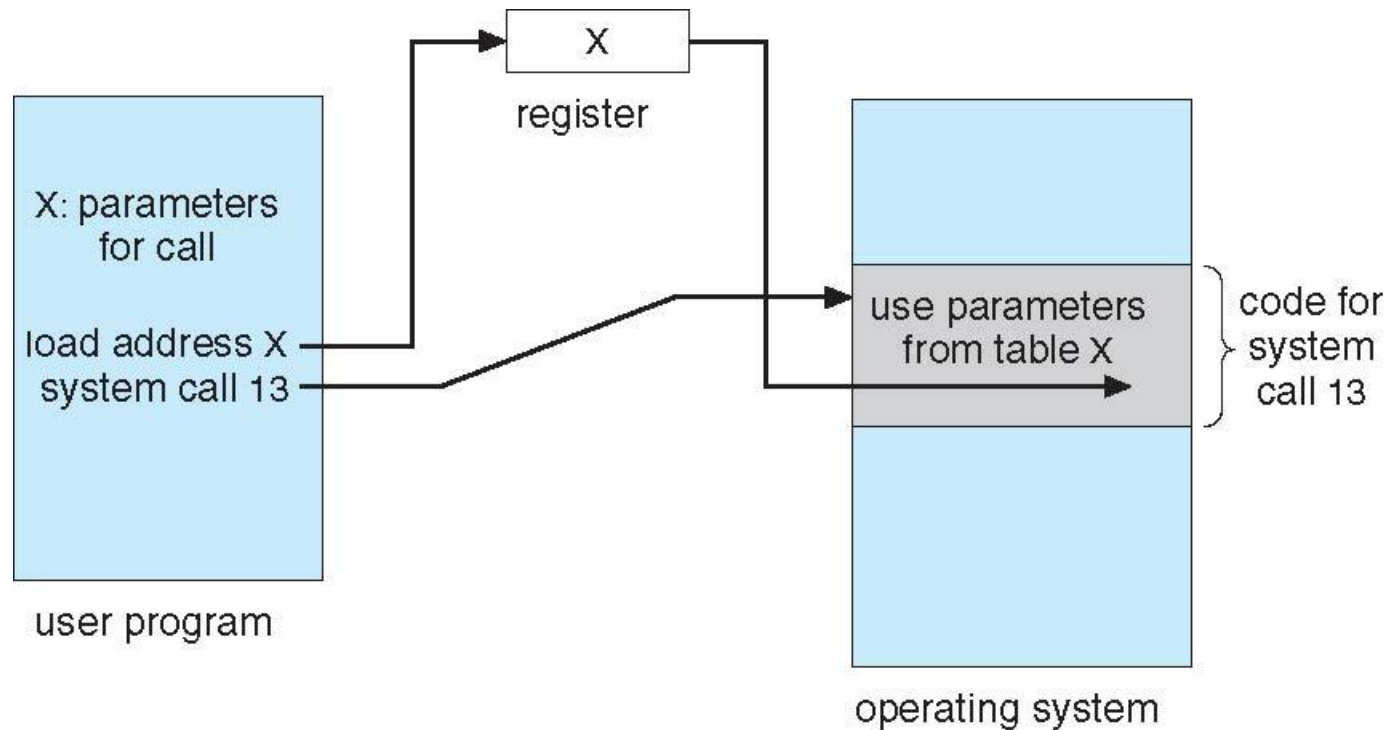 X
register
X: parameters
for call
load address X
system call 13
use parameters
from table X
code for
system
call 13
user program
operating system